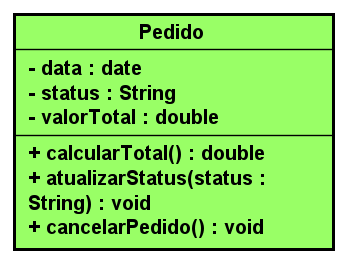 Pedido
- data : date
- status : String
- valorTotal : double
+ calcularTotal() : double
+ atualizarStatus(status :
String) : void
+ cancelarPedido() : void